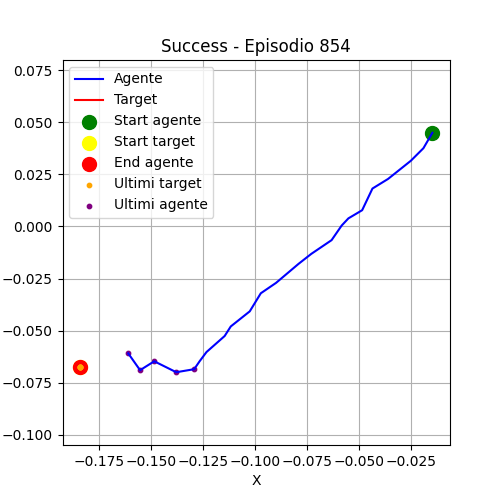 Success - Episodio 854
Agente
Target
Start agente
Start target
End agente
Ultimi target
Ultimi agente
0.075
0.050
0.025
0.000
−0.025
−0.050
−0.075
−0.100
−0.175 −0.150 −0.125 −0.100 −0.075 −0.050 −0.025
X